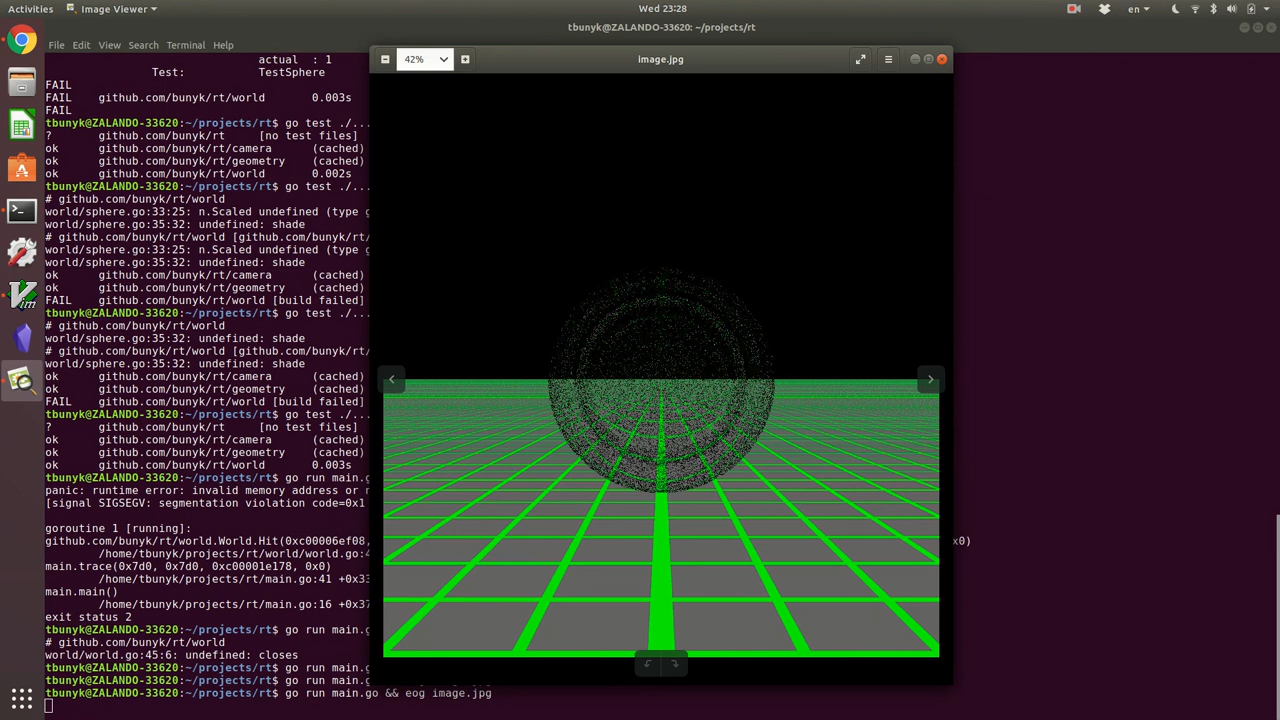 Activities
Image Viewer
Wed 23:28
en
tbunyk@ZALANDO-33620: ~/projects/rt
File Edit View Search Terminal Help
42%
image.jpg
actual : 1
Test: TestSphere
FAIL
FAIL github.com/bunyk/rt/world 0.003s
FAIL
tbunyk@ZALANDO-33620:~/projects/rt$ go test ./...
? github.com/bunyk/rt [no test files]
ok github.com/bunyk/rt/camera (cached)
ok github.com/bunyk/rt/geometry (cached)
ok github.com/bunyk/rt/world 0.002s
tbunyk@ZALANDO-33620:~/projects/rt$ go test ./...
# github.com/bunyk/rt/world
world/sphere.go:33:25: n.Scaled undefined (type g
world/sphere.go:35:32: undefined: shade
# github.com/bunyk/rt/world [github.com/bunyk/rt/
world/sphere.go:33:25: n.Scaled undefined (type g
world/sphere.go:35:32: undefined: shade
ok github.com/bunyk/rt/camera (cached)
ok github.com/bunyk/rt/geometry (cached)
FAIL github.com/bunyk/rt/world [build failed]
tbunyk@ZALANDO-33620:~/projects/rt$ go test ./...
# github.com/bunyk/rt/world
world/sphere.go:35:32: undefined: shade
# github.com/bunyk/rt/world [github.com/bunyk/rt/
world/sphere.go:35:32: undefined: shade
ok github.com/bunyk/rt/camera (cached)
ok github.com/bunyk/rt/geometry (cached)
FAIL github.com/bunyk/rt/world [build failed]
tbunyk@ZALANDO-33620:~/projects/rt$ go test ./...
? github.com/bunyk/rt [no test files]
ok github.com/bunyk/rt/camera (cached)
ok github.com/bunyk/rt/geometry (cached)
ok github.com/bunyk/rt/world 0.003s
tbunyk@ZALANDO-33620:~/projects/rt$ go run main.g
panic: runtime error: invalid memory address or n
[signal SIGSEGV: segmentation violation code=0x1
goroutine 1 [running]:
github.com/bunyk/rt/world.World.Hit(0xc00006ef08, x0)
/home/tbunyk/projects/rt/world/world.go:4
main.trace(0x7d0, 0x7d0, 0xc00001e178, 0x0)
/home/tbunyk/projects/rt/main.go:41 +0x33
main.main()
/home/tbunyk/projects/rt/main.go:16 +0x37
exit status 2
tbunyk@ZALANDO-33620:~/projects/rt$ go run main.g
# github.com/bunyk/rt/world
world/world.go:45:6: undefined: closes
tbunyk@ZALANDO-33620:~/projects/rt$ go run main.g
tbunyk@ZALANDO-33620:~/projects/rt$ go run main.go && eog image.jpg